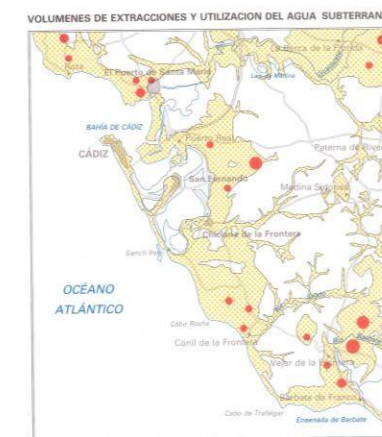 VOLUMENES DE EXTRACCIONES Y UTILIZACION DEL AGUA SUBTERRAN
La Barca de la Florida
Rota
El Puerto de Santa María
Laguna de Medina
BAHÍA DE CÁDIZ
CÁDIZ
Puerto Real
Paterna de Rive
San Fernando
Medina Sidonia
Chiclana de la Frontera
Sancti Petri
OCÉANO
ATLÁNTICO
Cabo Roche
Conil de la Frontera
Vejer de la Frontera
Barbate de Franco
Cabo de Trafalgar
Ensenada de Barbate